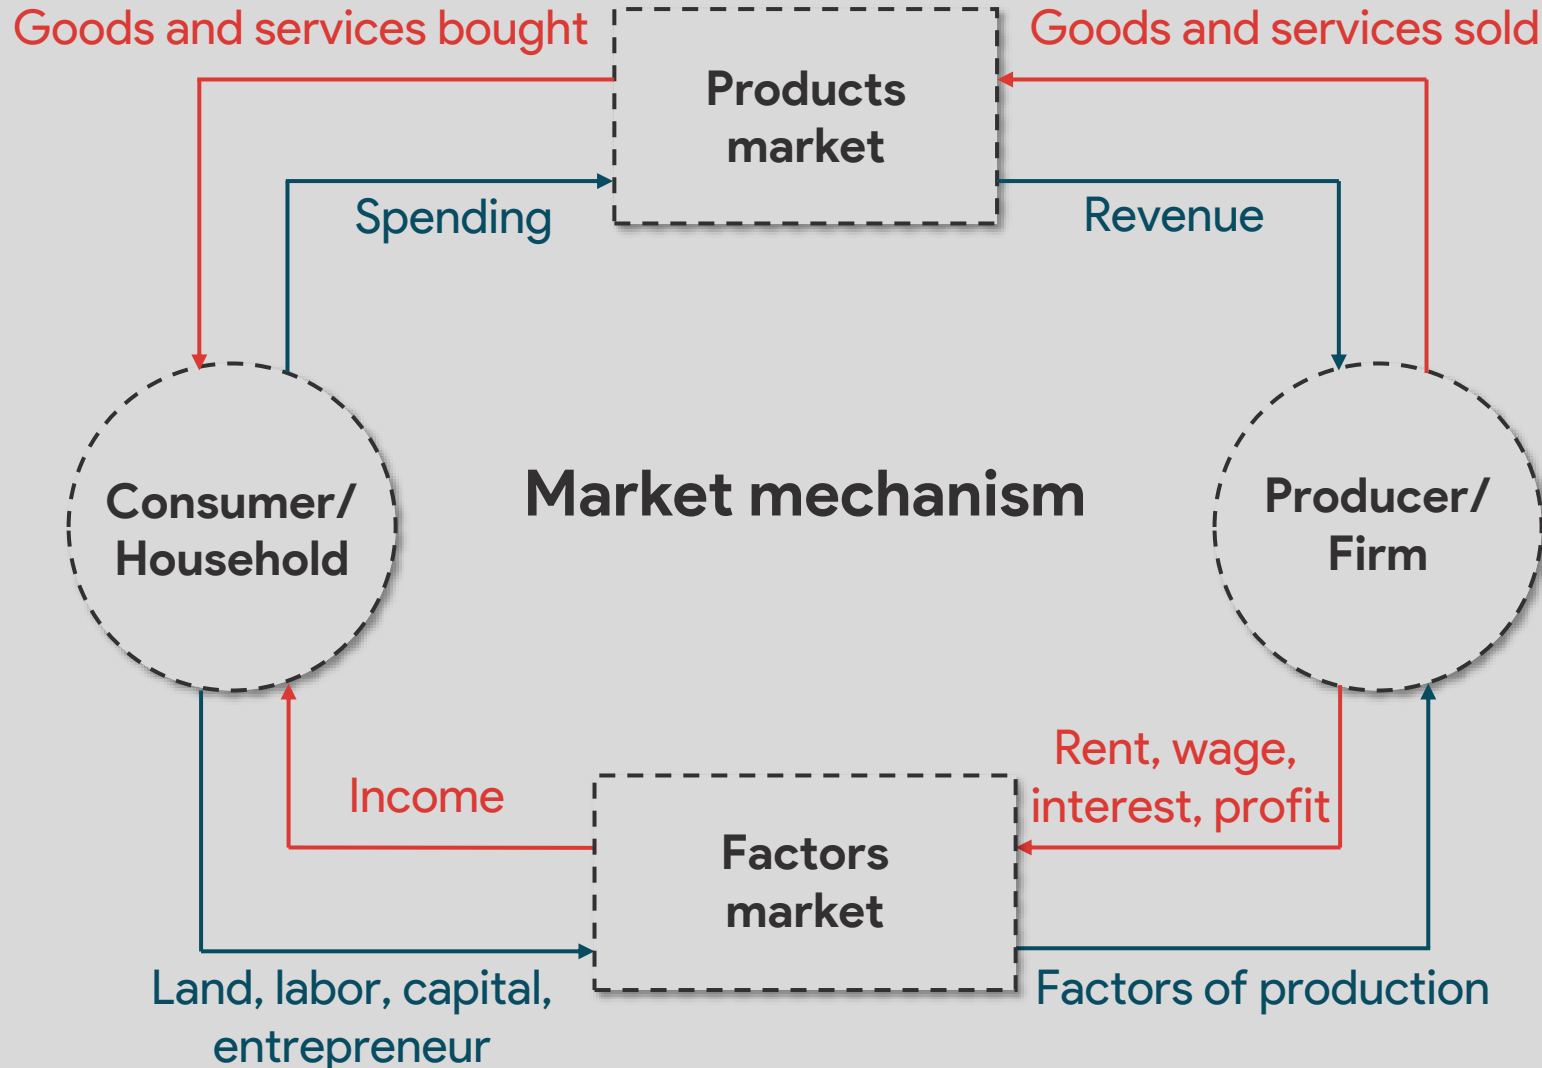 Goods and services bought
Goods and services sold
Products
market
Spending
Revenue
Market mechanism
Consumer/
Household
Producer/
Firm
Income
Rent, wage,
interest, profit
Factors
market
Land, labor, capital,
entrepreneur
Factors of production